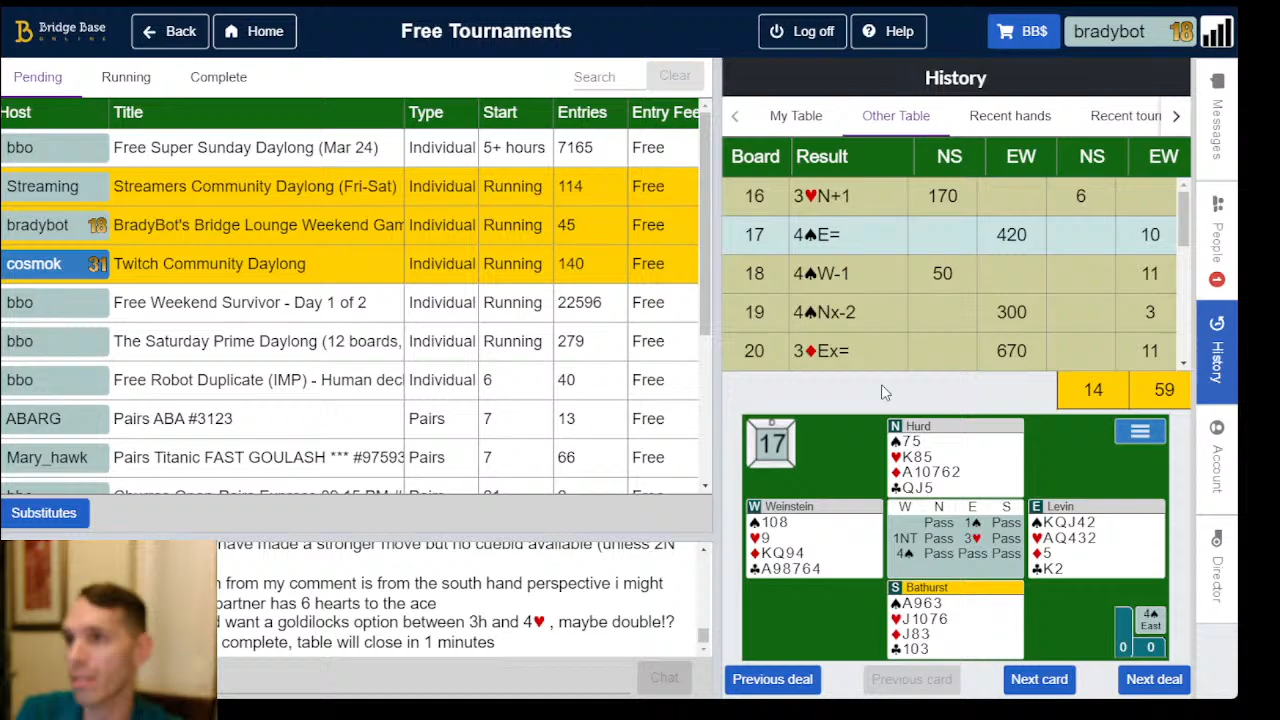 Bridge Base
ONLINE
Back
Home
Free Tournaments
Log off
Help
BB$
bradybot 18
Pending Running Complete Search Clear
Host Title Type Start Entries Entry Fee
bbo Free Super Sunday Daylong (Mar 24) Individual 5+ hours 7165 Free
Streaming Streamers Community Daylong (Fri-Sat) Individual Running 114 Free
bradybot 18 BradyBot's Bridge Lounge Weekend Gam Individual Running 45 Free
cosmok 31 Twitch Community Daylong Individual Running 140 Free
bbo Free Weekend Survivor - Day 1 of 2 Individual Running 22596 Free
bbo The Saturday Prime Daylong (12 boards, Individual Running 279 Free
bbo Free Robot Duplicate (IMP) - Human decl Individual 6 40 Free
ABARG Pairs ABA #3123 Pairs 7 13 Free
Mary_hawk Pairs Titanic FAST GOULASH *** #97593 Pairs 7 66 Free
Substitutes
have made a stronger move but no cuebid available (unless 2N
n from my comment is from the south hand perspective i might
partner has 6 hearts to the ace
want a goldilocks option between 3h and 4♥ , maybe double!?
complete, table will close in 1 minutes
Chat
History
My Table Other Table Recent hands Recent tourn
Board Result NS EW NS EW
16 3♥N+1 170 6
17 4♠E= 420 10
18 4♠W-1 50 11
19 4♠Nx-2 300 3
20 3♦Ex= 670 11
14 59
17
N Hurd
♠75
♥K85
♦A10762
♣QJ5
W Weinstein
♠108
♥9
♦KQ94
♣A98764
W N E S
Pass 1♠ Pass
1NT Pass 3♥ Pass
4♠ Pass Pass Pass
E Levin
♠KQJ42
♥AQ432
♦5
♣K2
S Bathurst
♠A963
♥J1076
♦J83
♣103
4♠
East
0 0
Previous deal Previous card Next card Next deal
Messages
People
1
History
Account
Director